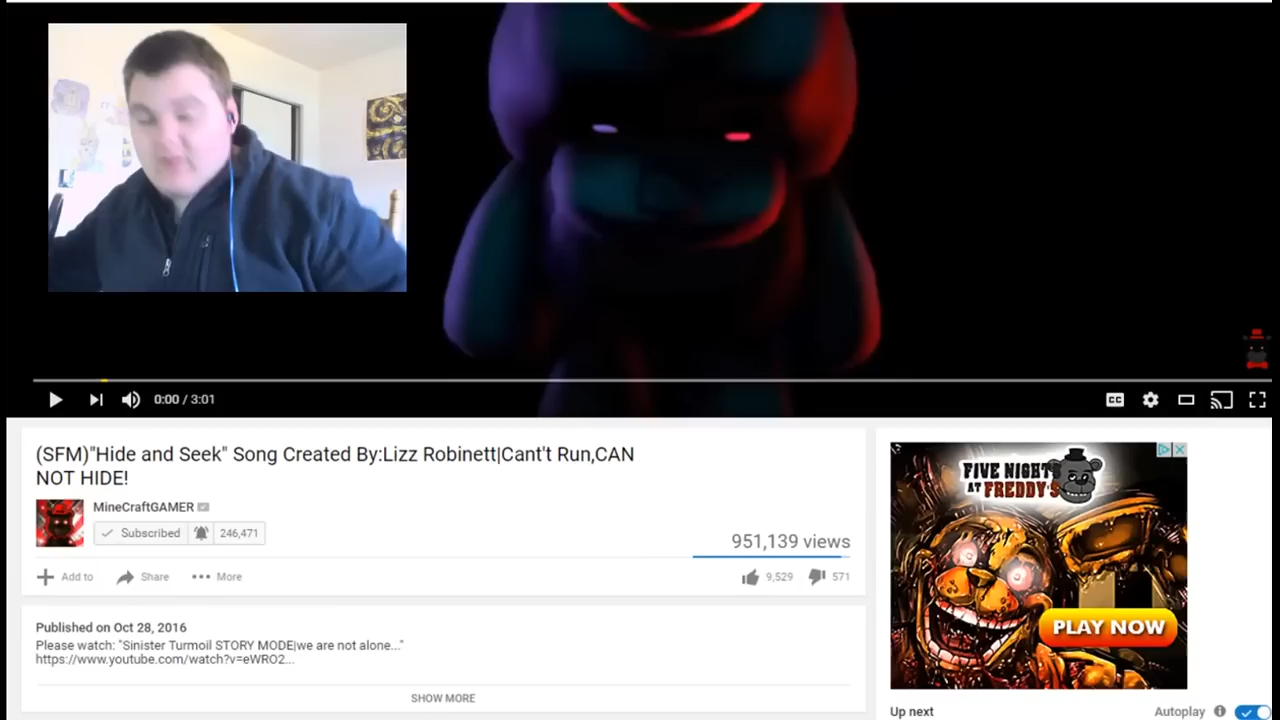 0:00 / 3:01
CC
(SFM)"Hide and Seek" Song Created By:Lizz Robinett|Cant't Run,CAN
NOT HIDE!
MineCraftGAMER
Subscribed 246,471
951,139 views
Add to Share More
9,529 571
Published on Oct 28, 2016
Please watch: "Sinister Turmoil STORY MODE|we are not alone..."
https://www.youtube.com/watch?v=eWRO2...
SHOW MORE
FIVE NIGHTS
AT FREDDY'S
PLAY NOW
Up next Autoplay